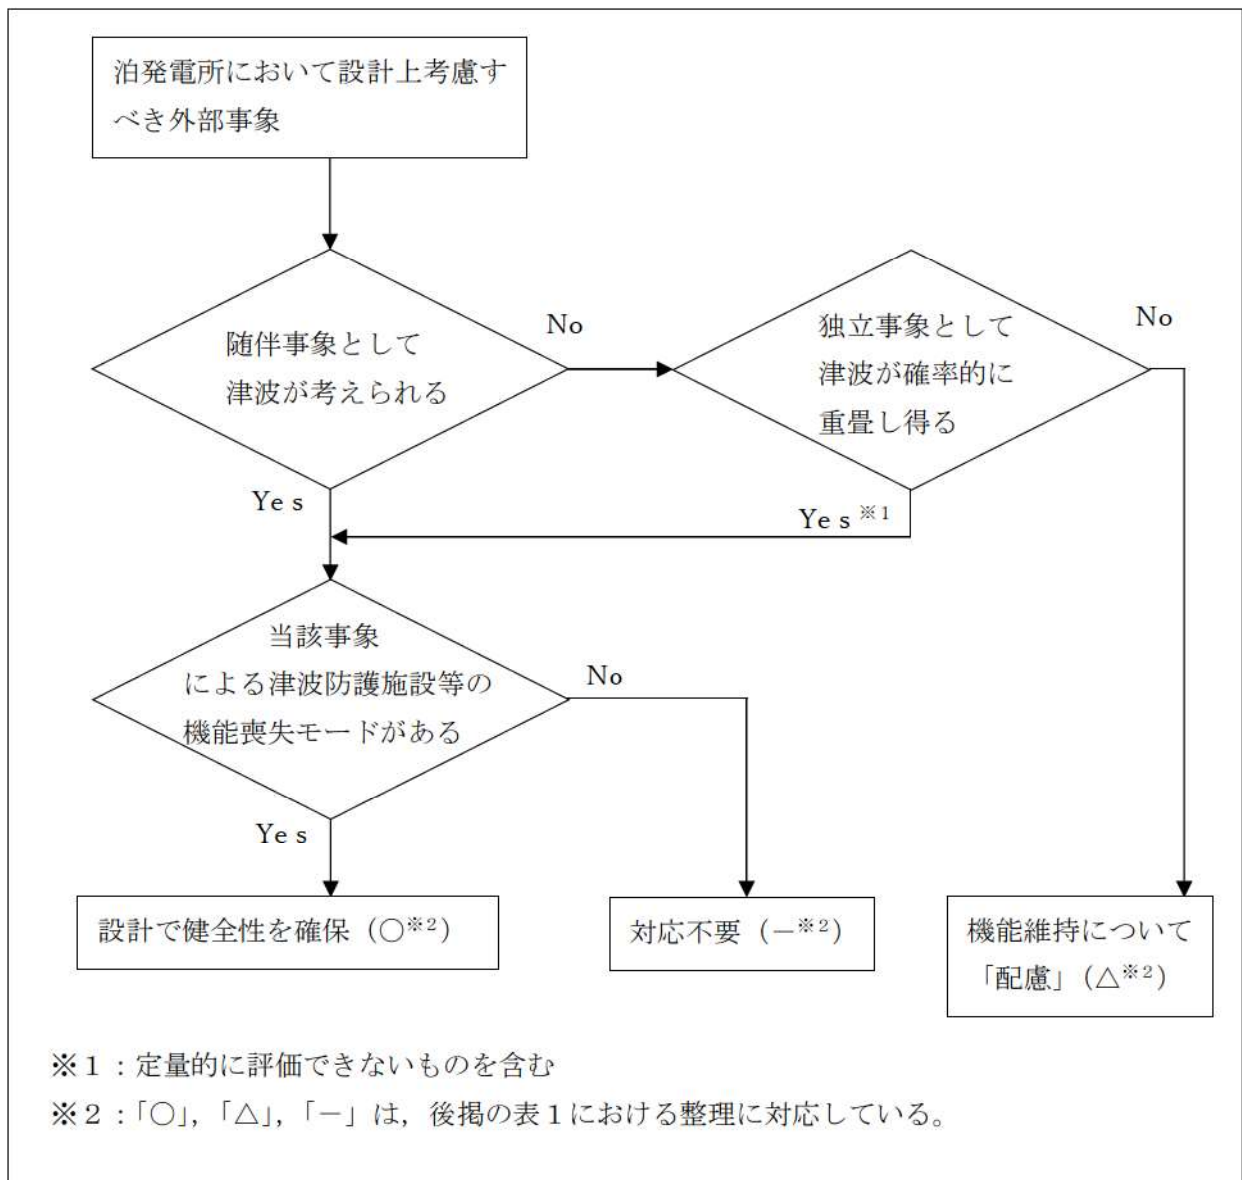 泊発電所において設計上考慮す
べき外部事象
随伴事象として
津波が考えられる
No
独立事象として
津波が確率的に
重畳し得る
No
Yes
Yes※1
当該事象
による津波防護施設等の
機能喪失モードがある
No
Yes
設計で健全性を確保（○※2）
対応不要（－※2）
機能維持について
「配慮」（△※2）
※１：定量的に評価できないものを含む
※２：「○」，「△」，「－」は，後掲の表１における整理に対応している。